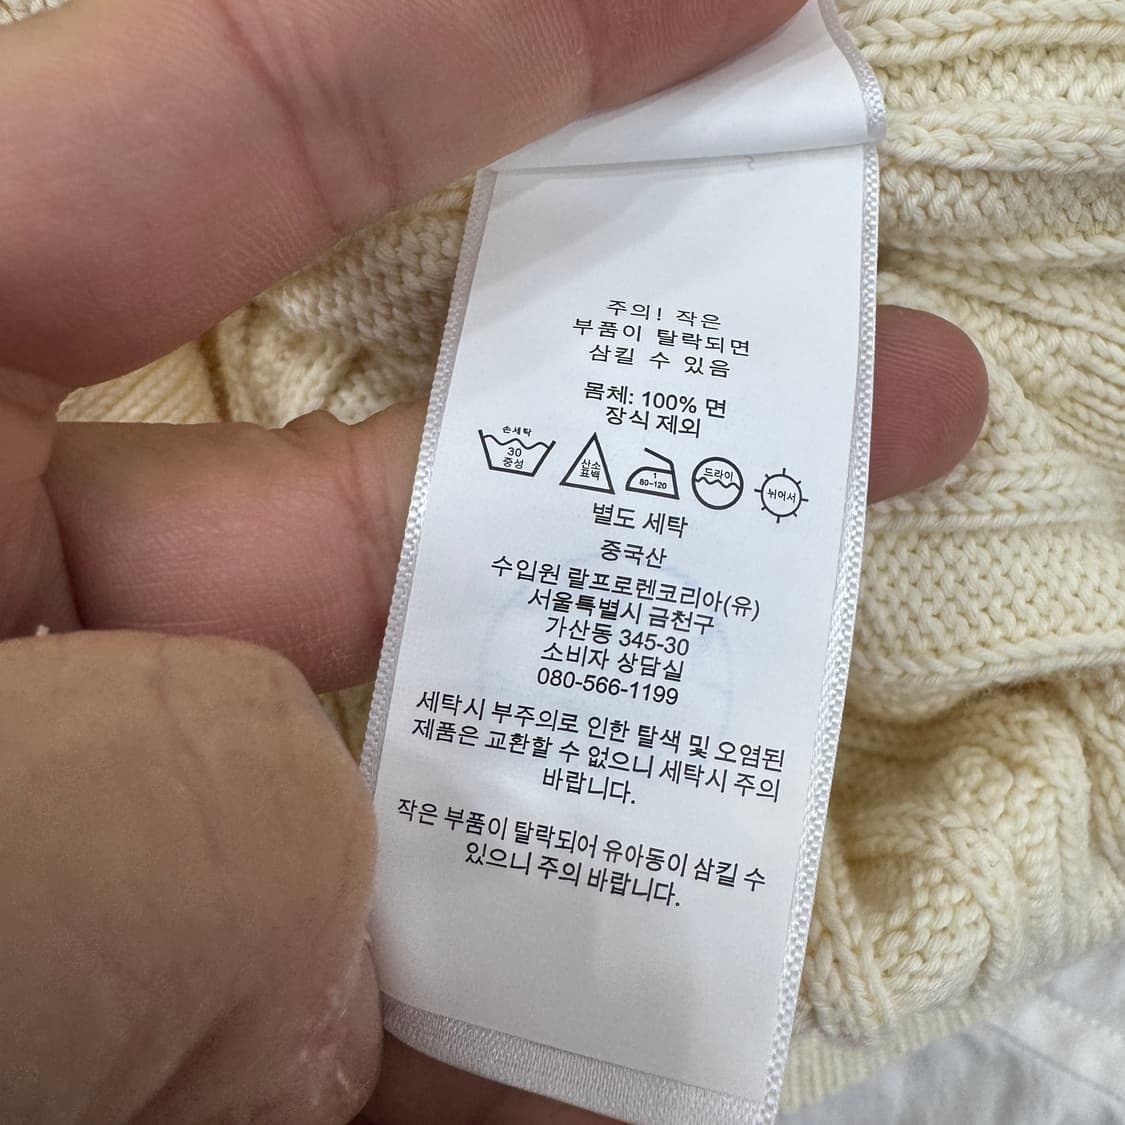 주의! 작은
부품이 탈락되면
삼킬 수 있음
몸체: 100% 면
장식 제외
손세탁
30
중성
산소
표백
1
80~120
드라이
뉘어서
별도 세탁
중국산
수입원 랄프로렌코리아(유)
서울특별시 금천구
가산동 345-30
소비자 상담실
080-566-1199
세탁시 부주의로 인한 탈색 및 오염된
제품은 교환할 수 없으니 세탁시 주의
바랍니다.
작은 부품이 탈락되어 유아동이 삼킬 수
있으니 주의 바랍니다.